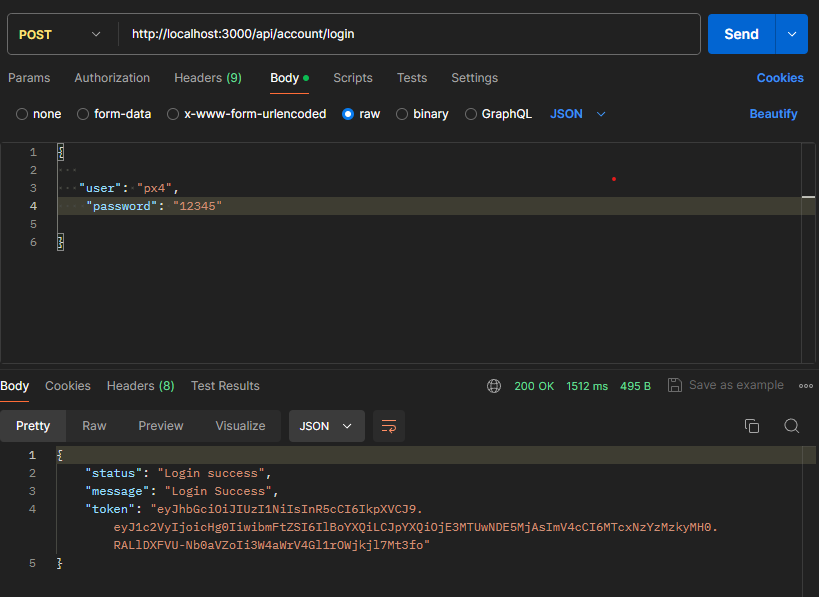 POST http://localhost:3000/api/account/login Send
Params Authorization Headers (9) Body Scripts Tests Settings Cookies
none form-data x-www-form-urlencoded raw binary GraphQL JSON Beautify
1 {
2
3 "user": "px4",
4 "password": "12345"
5
6 }
Body Cookies Headers (8) Test Results 200 OK 1512 ms 495 B Save as example
Pretty Raw Preview Visualize JSON
1 {
2 "status": "Login success",
3 "message": "Login Success",
4 "token": "eyJhbGciOiJIUzI1NiIsInR5cCI6IkpXVCJ9.
eyJ1c2VyIjoicHg0IiwibmFtZSI6IlBoYXQiLCJpYXQiOjE3MTUwNDE5MjAsImV4cCI6MTcxNzYzMzkyMH0.
RALlDXFVU-Nb0aVZoIi3W4aWrV4Gl1rOWjkjl7Mt3fo"
5 }